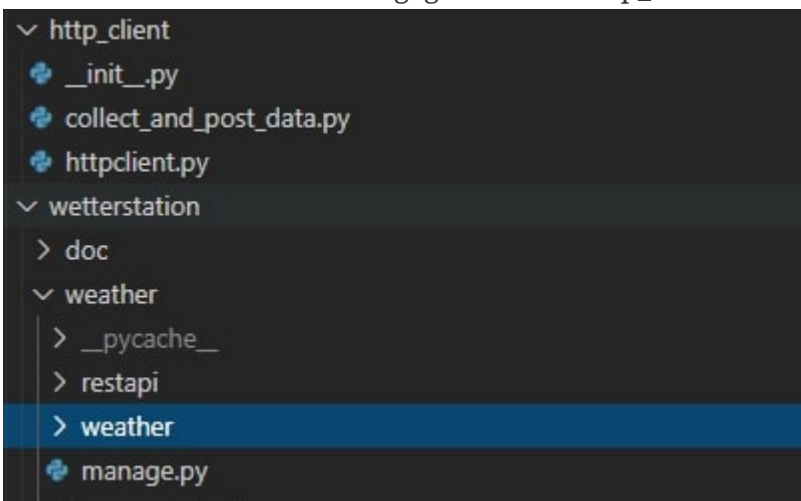 http_client
__init__.py
collect_and_post_data.py
httpclient.py
wetterstation
doc
weather
__pycache__
restapi
weather
manage.py